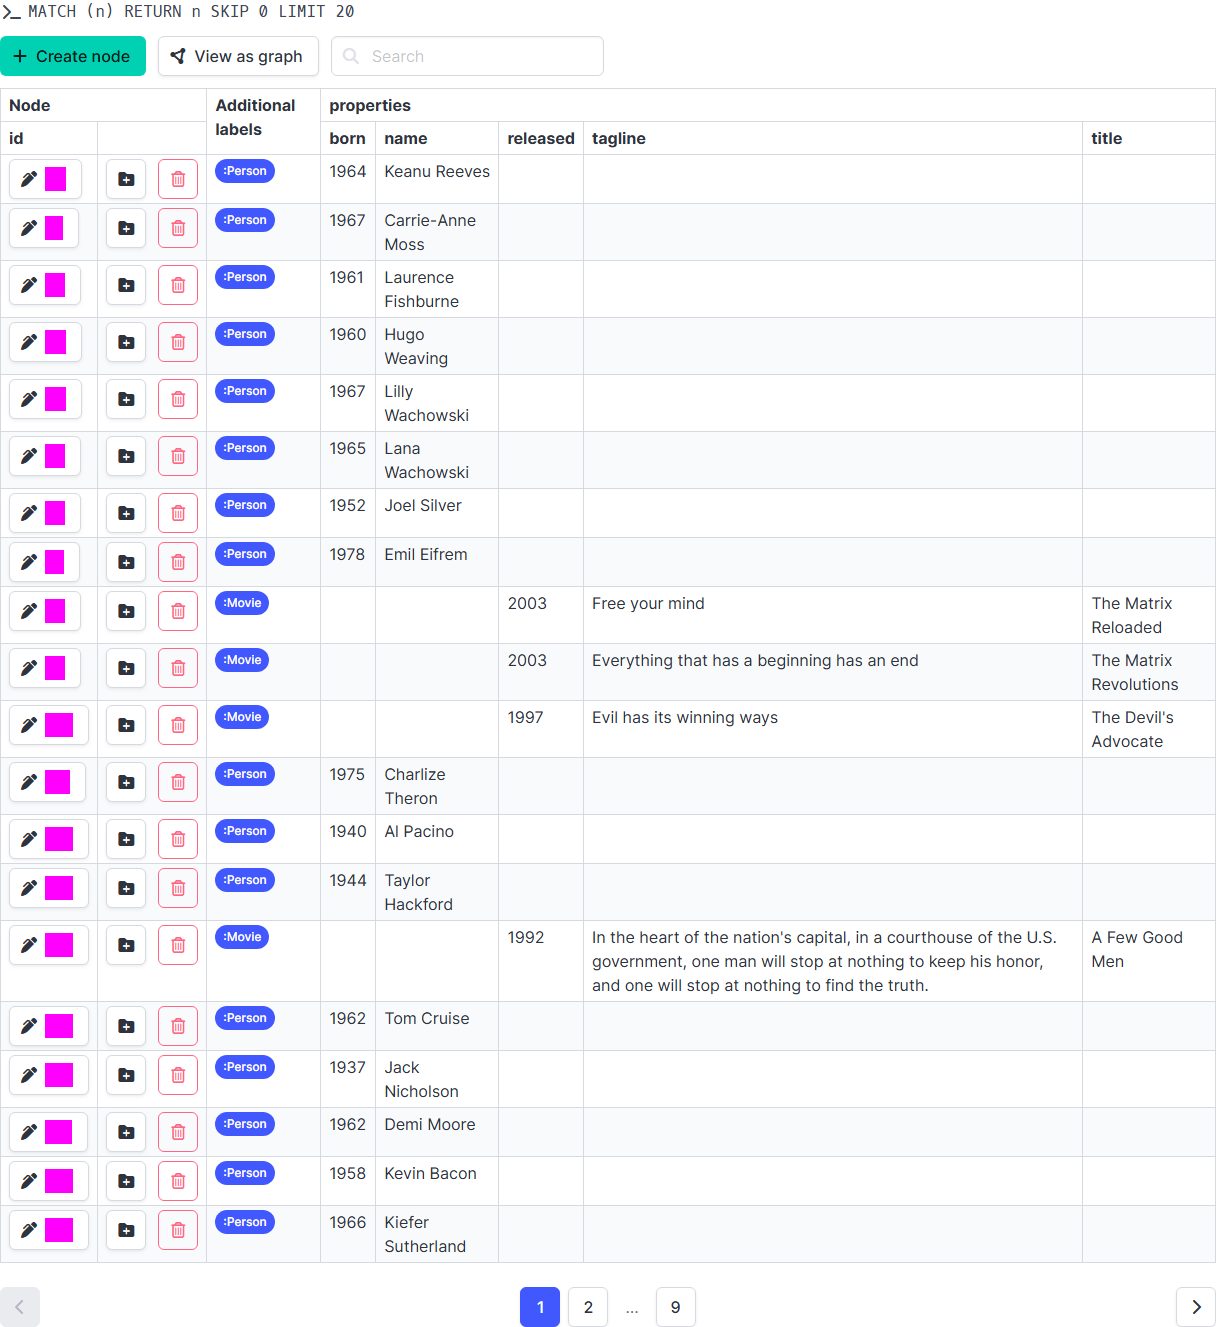 MATCH (n) RETURN n SKIP 0 LIMIT 20
Create node
View as graph
Search
Node
Additional
labels
properties
id
born name released tagline title
:Person 1964 Keanu Reeves
:Person 1967 Carrie-Anne
Moss
:Person 1961 Laurence
Fishburne
:Person 1960 Hugo
Weaving
:Person 1967 Lilly
Wachowski
:Person 1965 Lana
Wachowski
:Person 1952 Joel Silver
:Person 1978 Emil Eifrem
:Movie 2003 Free your mind The Matrix
Reloaded
:Movie 2003 Everything that has a beginning has an end The Matrix
Revolutions
:Movie 1997 Evil has its winning ways The Devil's
Advocate
:Person 1975 Charlize
Theron
:Person 1940 Al Pacino
:Person 1944 Taylor
Hackford
:Movie 1992 In the heart of the nation's capital, in a courthouse of the U.S. A Few Good
government, one man will stop at nothing to keep his honor, Men
and one will stop at nothing to find the truth.
:Person 1962 Tom Cruise
:Person 1937 Jack
Nicholson
:Person 1962 Demi Moore
:Person 1958 Kevin Bacon
:Person 1966 Kiefer
Sutherland
1 2 ... 9